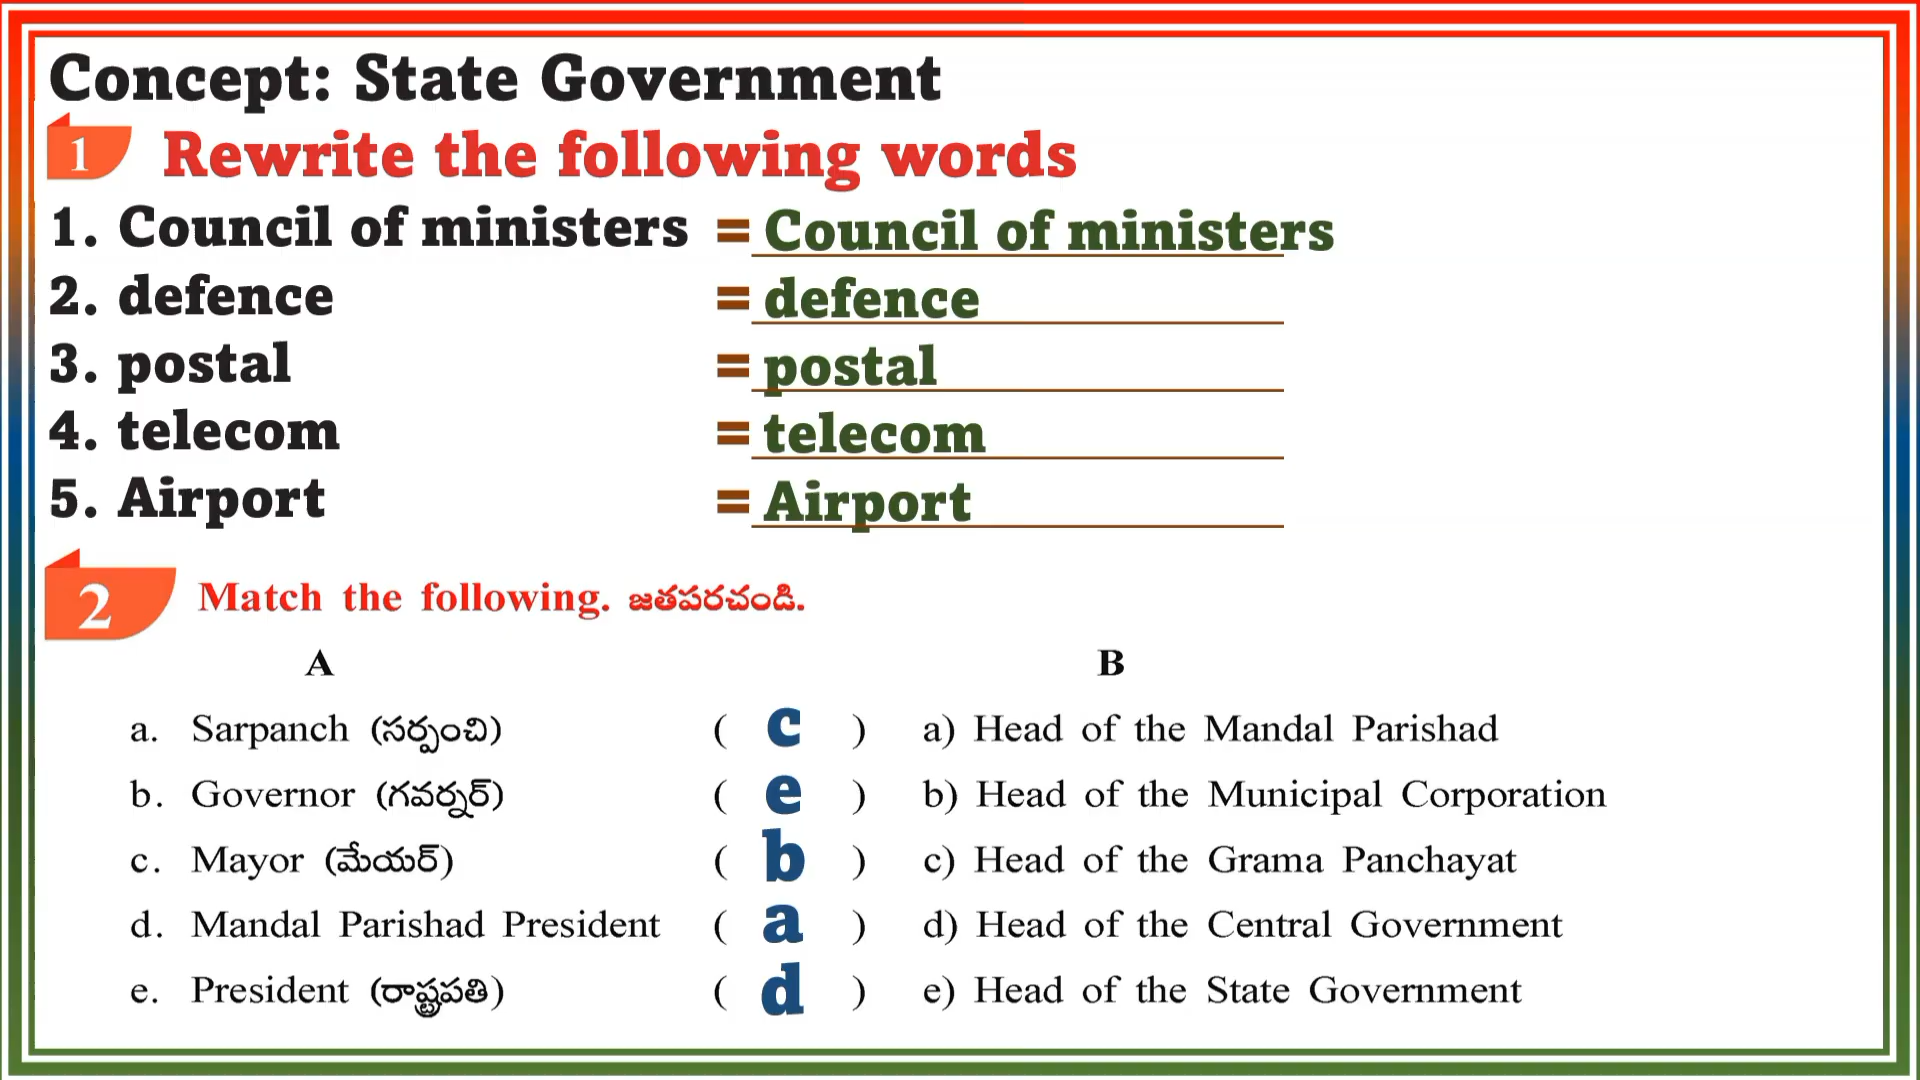 Concept: State Government
1 Rewrite the following words
1. Council of ministers = Council of ministers
2. defence = defence
3. postal = postal
4. telecom = telecom
5. Airport = Airport
2 Match the following. జతపరచండి.
A B
a. Sarpanch (సర్పంచి) ( c ) a) Head of the Mandal Parishad
b. Governor (గవర్నర్) ( e ) b) Head of the Municipal Corporation
c. Mayor (మేయర్) ( b ) c) Head of the Grama Panchayat
d. Mandal Parishad President ( a ) d) Head of the Central Government
e. President (రాష్ట్రపతి) ( d ) e) Head of the State Government